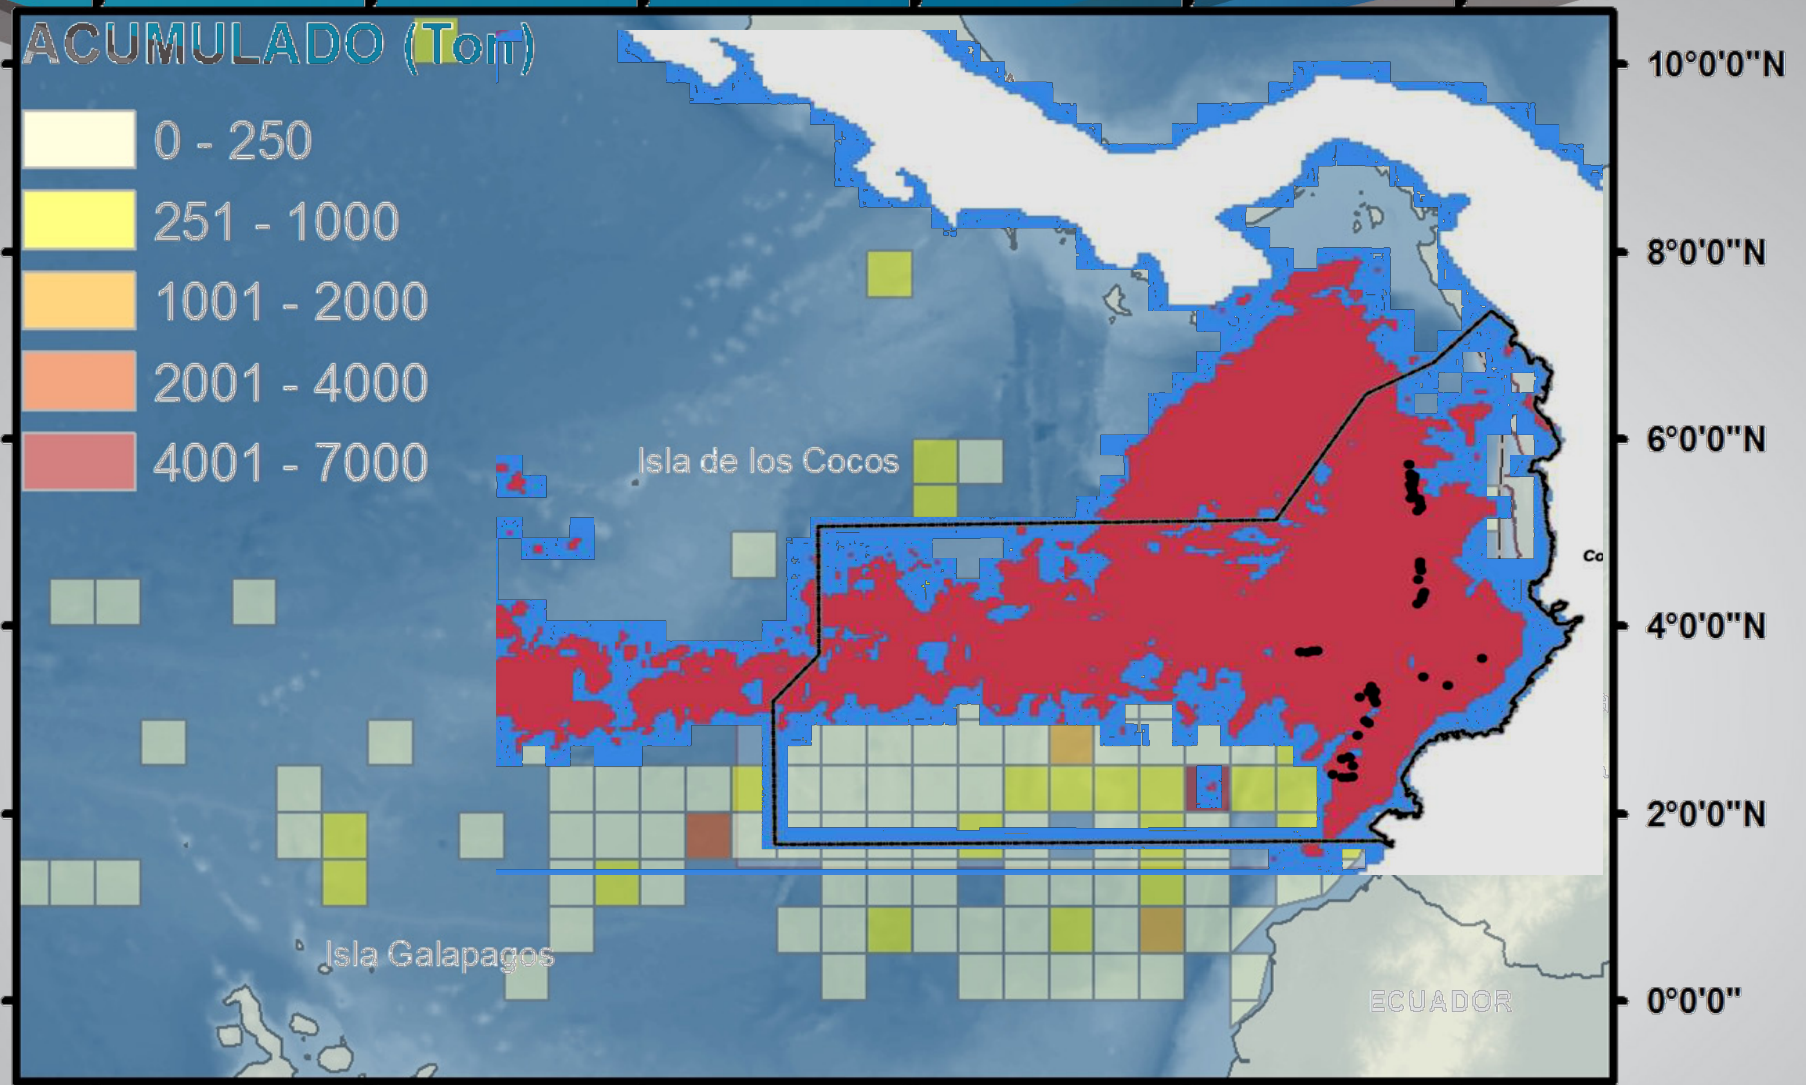 ACUMULADO (Ton)
0 - 250
251 - 1000
1001 - 2000
2001 - 4000
4001 - 7000
10°0'0"N
8°0'0"N
6°0'0"N
4°0'0"N
2°0'0"N
0°0'0"
Isla de los Cocos
Co
Isla Galapagos
ECUADOR